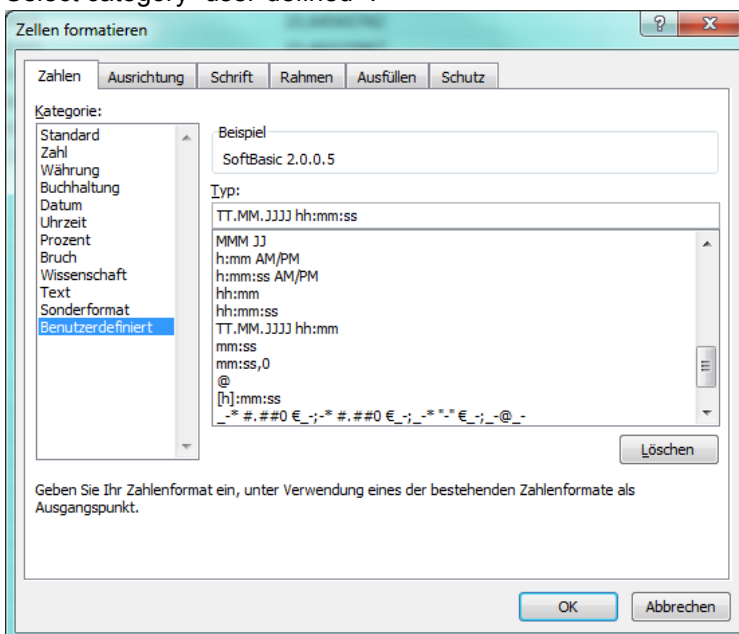 Select category "user-defined".
Zellen formatieren
Zahlen Ausrichtung Schrift Rahmen Ausfüllen Schutz
Kategorie:
Standard
Zahl
Währung
Buchhaltung
Datum
Uhrzeit
Prozent
Bruch
Wissenschaft
Text
Sonderformat
Benutzerdefiniert
Beispiel
SoftBasic 2.0.0.5
Typ:
TT.MM.JJJJ hh:mm:ss
MMM JJ
h:mm AM/PM
h:mm:ss AM/PM
hh:mm
hh:mm:ss
TT.MM.JJJJ hh:mm
mm:ss
mm:ss,0
@
[h]:mm:ss
_-* #.##0 €_-;-* #.##0 €_-;_-* "-" €_-;_-@_-
Löschen
Geben Sie Ihr Zahlenformat ein, unter Verwendung eines der bestehenden Zahlenformate als
Ausgangspunkt.
OK Abbrechen